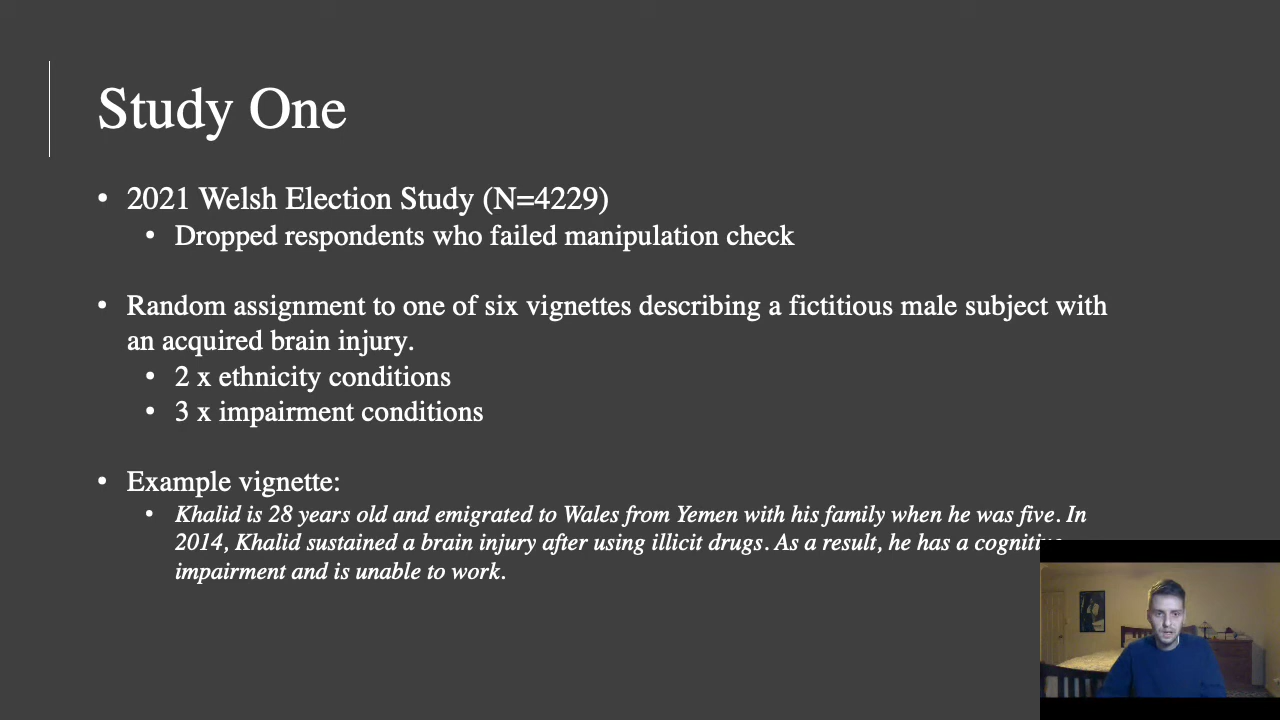 Study One
• 2021 Welsh Election Study (N=4229)
• Dropped respondents who failed manipulation check
• Random assignment to one of six vignettes describing a fictitious male subject with
an acquired brain injury.
• 2 x ethnicity conditions
• 3 x impairment conditions
• Example vignette:
• Khalid is 28 years old and emigrated to Wales from Yemen with his family when he was five. In
2014, Khalid sustained a brain injury after using illicit drugs. As a result, he has a cognitive
impairment and is unable to work.